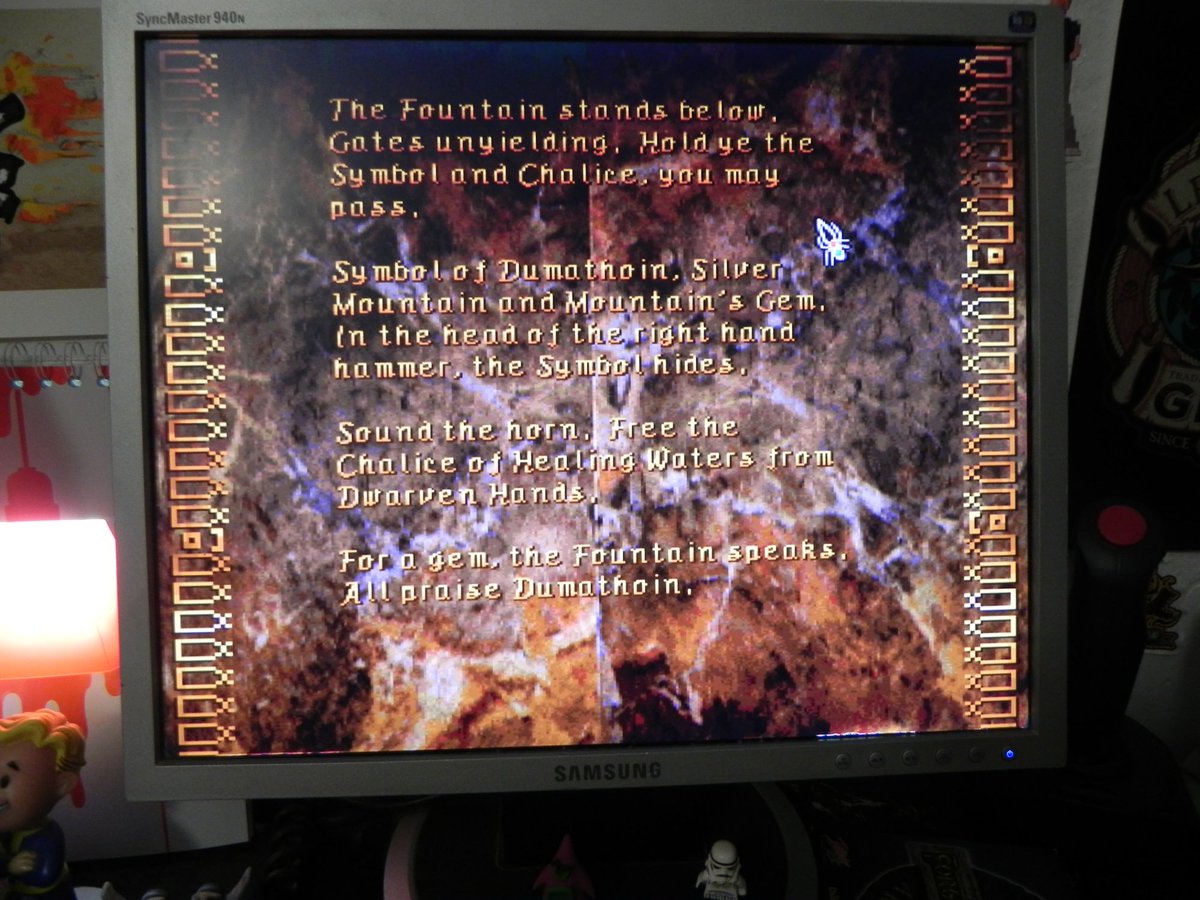 SyncMaster 940N
The Fountain stands below.
Gates unyielding. Hold ye the
Symbol and Chalice, you may
pass.
Symbol of Dumathoin, Silver
Mountain and Mountain's Gem.
In the head of the right hand
hammer, the Symbol hides.
Sound the horn. Free the
Chalice of Healing Waters from
Dwarven Hands.
For a gem, the Fountain speaks.
All praise Dumathoin.
SAMSUNG
SINCE